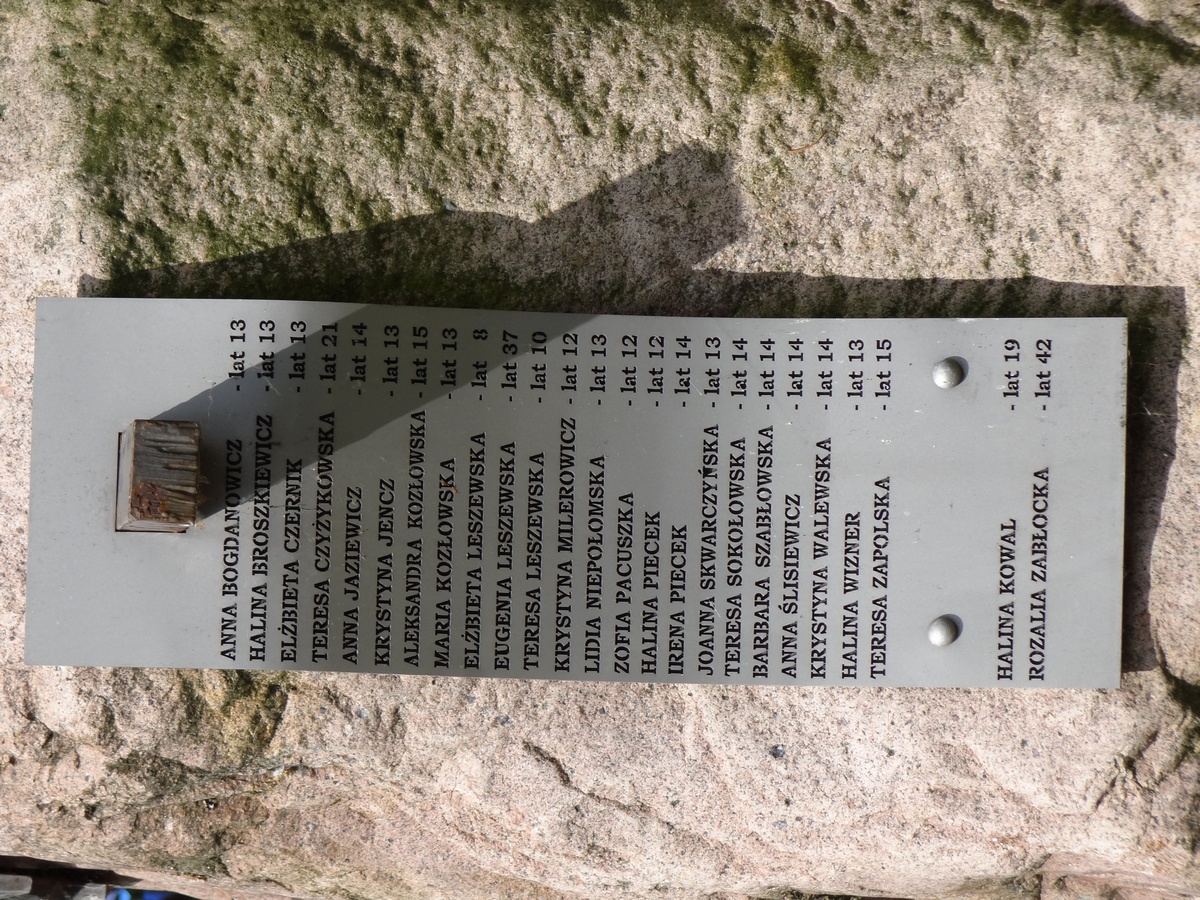 ANNA BOGDANOWICZ - lat 13
HALINA BROSZKIEWICZ - lat 13
ELŻBIETA CZERNIK - lat 13
TERESA CZYŻYKOWSKA - lat 21
ANNA JAZIEWICZ - lat 14
KRYSTYNA JENCZ - lat 13
ALEKSANDRA KOZŁOWSKA - lat 15
MARIA KOZŁOWSKA - lat 13
ELŻBIETA LESZEWSKA - lat 8
EUGENIA LESZEWSKA - lat 37
TERESA LESZEWSKA - lat 10
KRYSTYNA MILEROWICZ - lat 12
LIDIA NIEPOŁOMSKA - lat 13
ZOFIA PACUSZKA - lat 12
HALINA PIECEK - lat 12
IRENA PIECEK - lat 14
JOANNA SKWARCZYŃSKA - lat 13
TERESA SOKOŁOWSKA - lat 14
BARBARA SZABŁOWSKA - lat 14
ANNA ŚLISIEWICZ - lat 14
KRYSTYNA WALEWSKA - lat 14
HALINA WIZNER - lat 13
TERESA ZAPOLSKA - lat 15
HALINA KOWAL - lat 19
ROZALIA ZABŁOCKA - lat 42